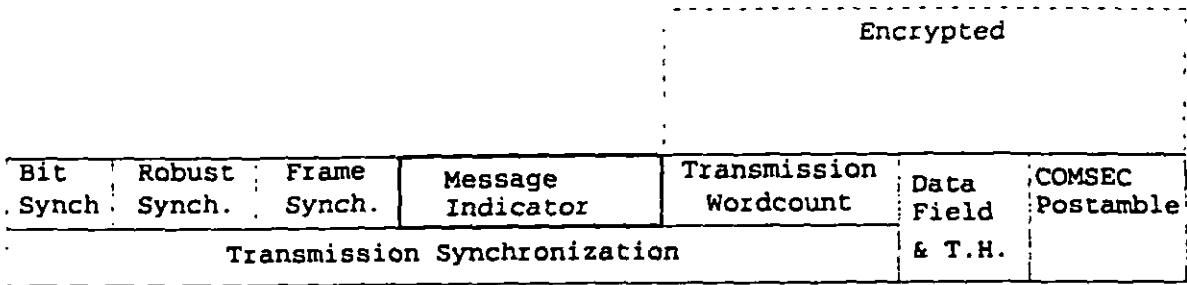 Encrypted
Bit Synch
Robust Synch.
Frame Synch.
Message Indicator
Transmission Wordcount
Data Field & T.H.
COMSEC Postamble
Transmission Synchronization